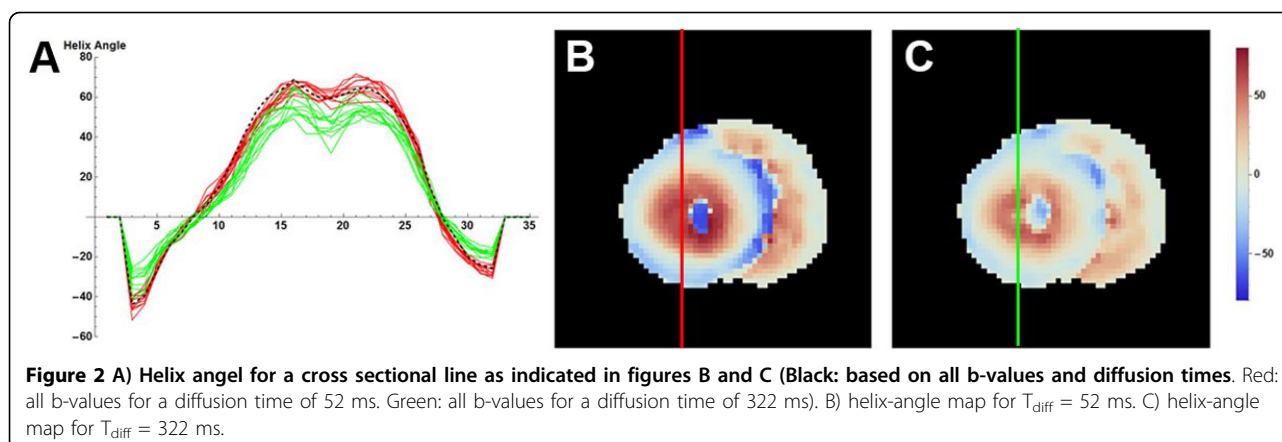 A
Helix Angle
80
60
40
20
-20
-40
-60
5 10 15 20 25 30 35
B
C
50
0
-50
Figure 2 A) Helix angel for a cross sectional line as indicated in figures B and C (Black: based on all b-values and diffusion times. Red:
all b-values for a diffusion time of 52 ms. Green: all b-values for a diffusion time of 322 ms). B) helix-angle map for Tdiff = 52 ms. C) helix-angle
map for Tdiff = 322 ms.